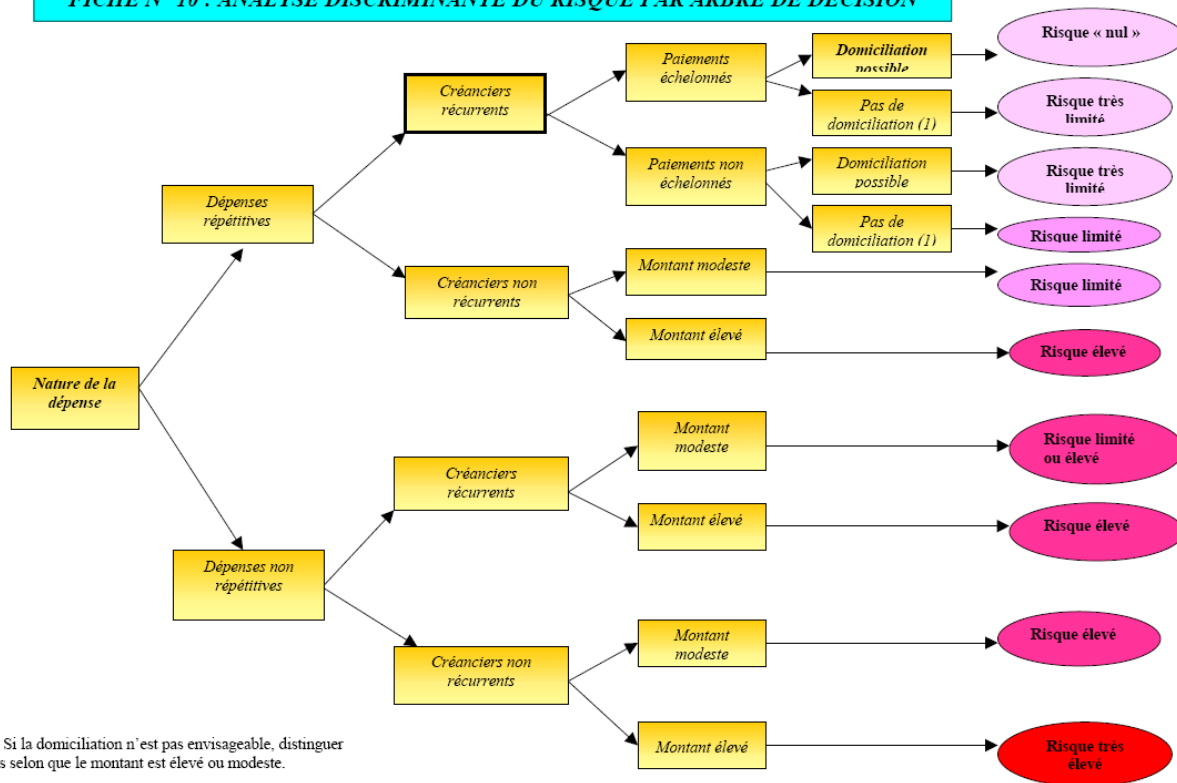 FICHE N° 10 : ANALYSE DISCRIMINANTE DU RISQUE PAR ARBRE DE DECISION
Nature de la
dépense
Dépenses
répétitives
Dépenses non
répétitives
Créanciers
récurrents
Créanciers non
récurrents
Créanciers
récurrents
Créanciers non
récurrents
Paiements
échelonnés
Paiements non
échelonnés
Montant modeste
Montant élevé
Montant
modeste
Montant élevé
Montant
modeste
Montant élevé
Domiciliation
possible
Pas de
domiciliation (1)
Domiciliation
possible
Pas de
domiciliation (1)
Risque « nul »
Risque très
limité
Risque très
limité
Risque limité
Risque limité
Risque élevé
Risque limité
ou élevé
Risque élevé
Risque élevé
Risque très
élevé
Si la domiciliation n’est pas envisageable, distinguer
selon que le montant est élevé ou modeste.